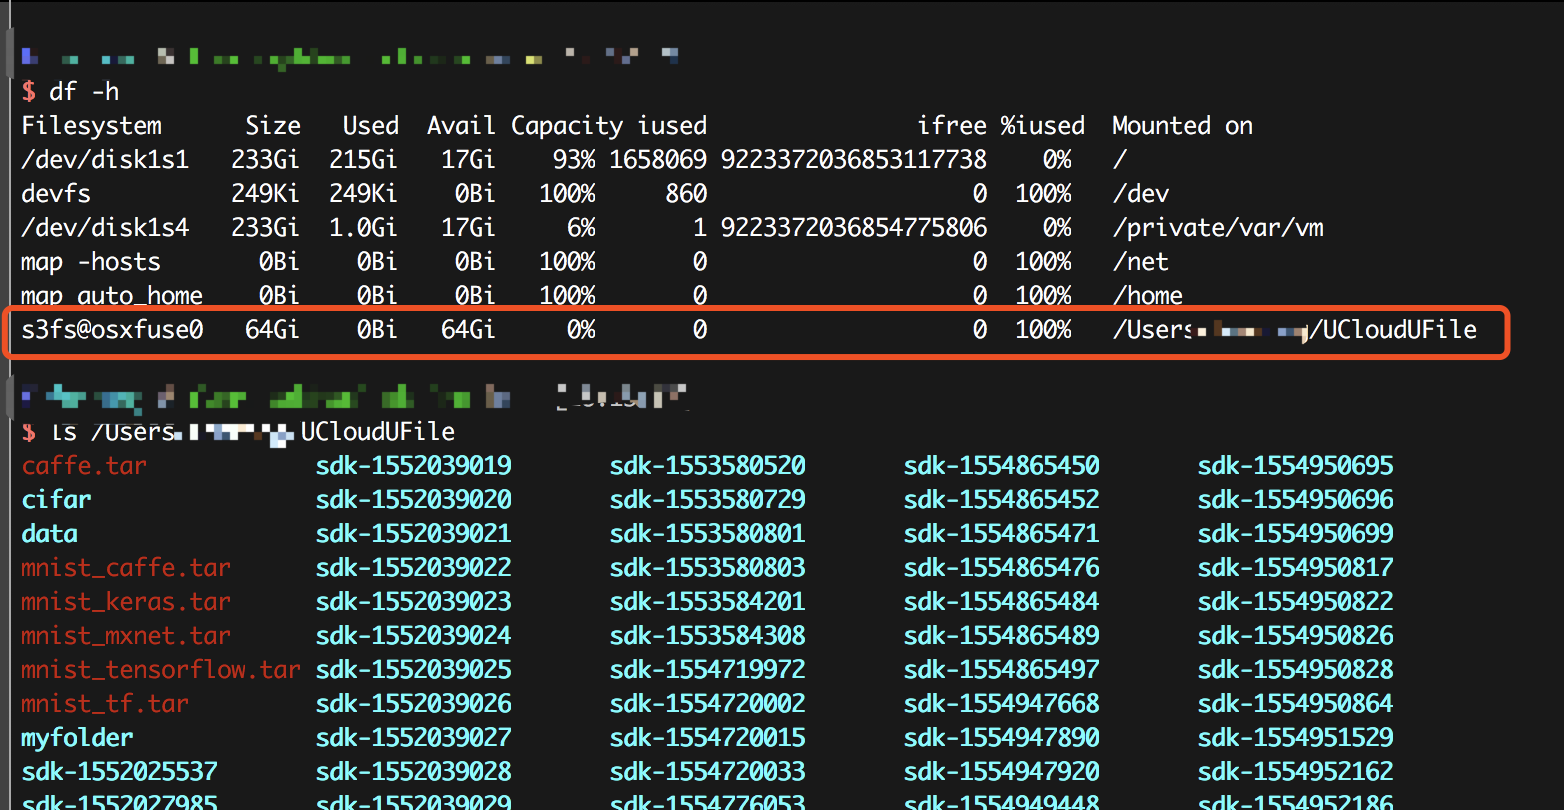 $ df -h
Filesystem Size Used Avail Capacity iused ifree %iused Mounted on
/dev/disk1s1 233Gi 215Gi 17Gi 93% 1658069 9223372036853117738 0% /
devfs 249Ki 249Ki 0Bi 100% 860 0 100% /dev
/dev/disk1s4 233Gi 1.0Gi 17Gi 6% 1 9223372036854775806 0% /private/var/vm
map -hosts 0Bi 0Bi 0Bi 100% 0 0 100% /net
map auto_home 0Bi 0Bi 0Bi 100% 0 0 100% /home
s3fs@osxfuse0 64Gi 0Bi 64Gi 0% 0 0 100% /Users /UCloudUFile
$ ls /Users UCloudUFile
caffe.tar sdk-1552039019 sdk-1553580520 sdk-1554865450 sdk-1554950695
cifar sdk-1552039020 sdk-1553580729 sdk-1554865452 sdk-1554950696
data sdk-1552039021 sdk-1553580801 sdk-1554865471 sdk-1554950699
mnist_caffe.tar sdk-1552039022 sdk-1553580803 sdk-1554865476 sdk-1554950817
mnist_keras.tar sdk-1552039023 sdk-1553584201 sdk-1554865484 sdk-1554950822
mnist_mxnet.tar sdk-1552039024 sdk-1553584308 sdk-1554865489 sdk-1554950826
mnist_tensorflow.tar sdk-1552039025 sdk-1554719972 sdk-1554865497 sdk-1554950828
mnist_tf.tar sdk-1552039026 sdk-1554720002 sdk-1554947668 sdk-1554950864
myfolder sdk-1552039027 sdk-1554720015 sdk-1554947890 sdk-1554951529
sdk-1552025537 sdk-1552039028 sdk-1554720033 sdk-1554947920 sdk-1554952162
sdk-1552027985 sdk-1552039029 sdk-1554776053 sdk-1554949448 sdk-1554952186